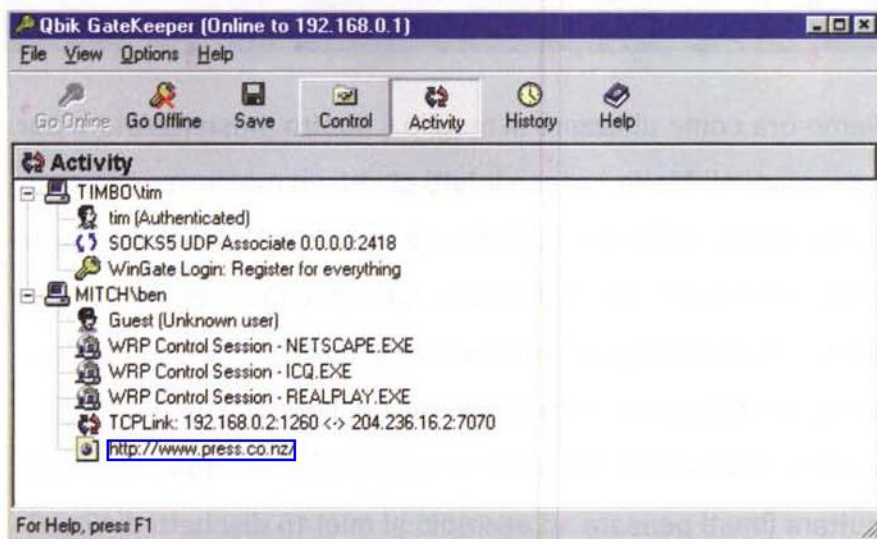 Qbik GateKeeper (Online to 192.168.0.1)
File View Options Help
Go Online Go Offline Save Control Activity History Help
Activity
TIMBO\tim
tim (Authenticated)
SOCKS5 UDP Associate 0.0.0.0:2418
WinGate Login: Register for everything
MITCH\ben
Guest (Unknown user)
WRP Control Session - NETSCAPE.EXE
WRP Control Session - ICQ.EXE
WRP Control Session - REALPLAY.EXE
TCPLink: 192.168.0.2:1260 <-> 204.236.16.2:7070
http://www.press.co.nz/
For Help, press F1